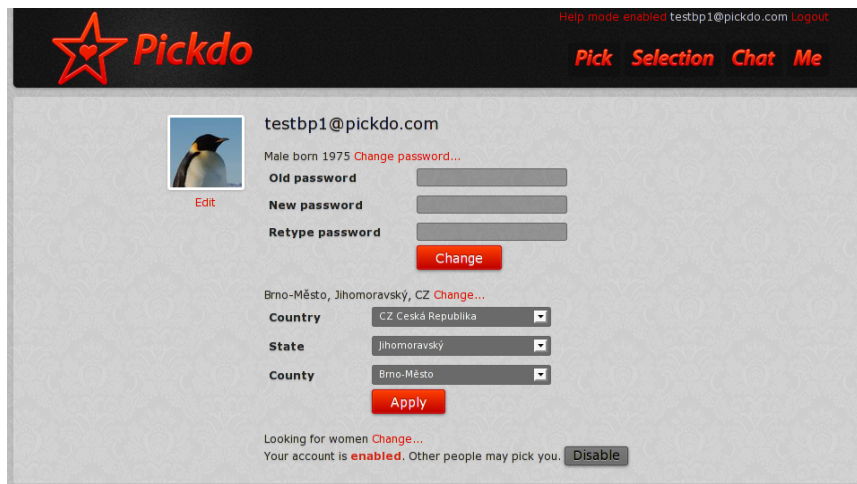 Help mode enabled testbp1@pickdo.com Logout
Pickdo
Pick Selection Chat Me
testbp1@pickdo.com
Male born 1975 Change password...
Edit
Old password
New password
Retype password
Change
Brno-Město, Jihomoravský, CZ Change...
Country CZ Česká Republika
State Jihomoravský
County Brno-Město
Apply
Looking for women Change...
Your account is enabled. Other people may pick you. Disable